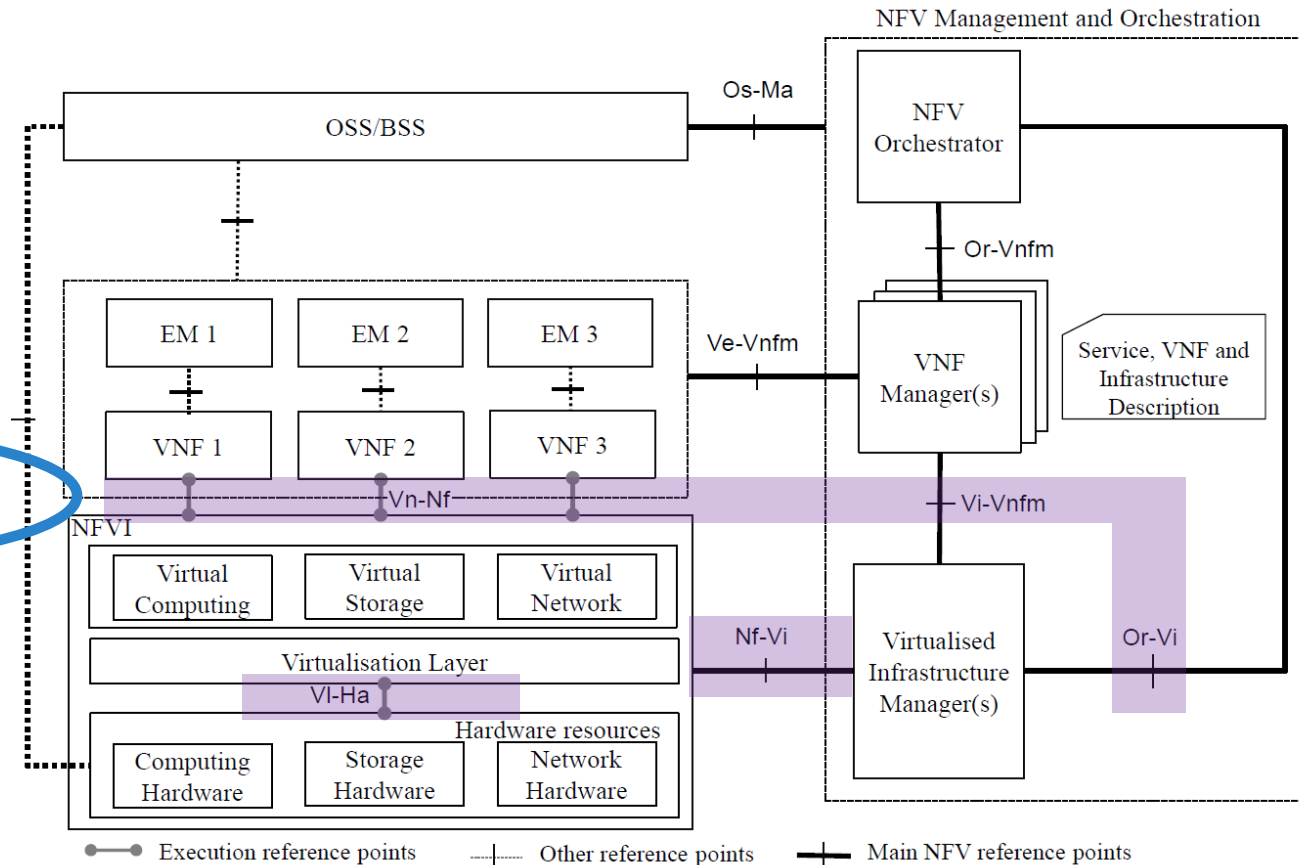 NFV Management and Orchestration
Os-Ma
OSS/BSS
NFV
Orchestrator
Or-Vnfm
EM 1
EM 2
EM 3
Ve-Vnfm
VNF
Manager(s)
Service, VNF and
Infrastructure
Description
VNF 1
VNF 2
VNF 3
Vn-Nf
Vi-Vnfm
NFVI
Virtual
Computing
Virtual
Storage
Virtual
Network
Nf-Vi
Virtualised
Infrastructure
Manager(s)
Or-Vi
Virtualisation Layer
Vl-Ha
Hardware resources
Computing
Hardware
Storage
Hardware
Network
Hardware
Execution reference points
Other reference points
Main NFV reference points